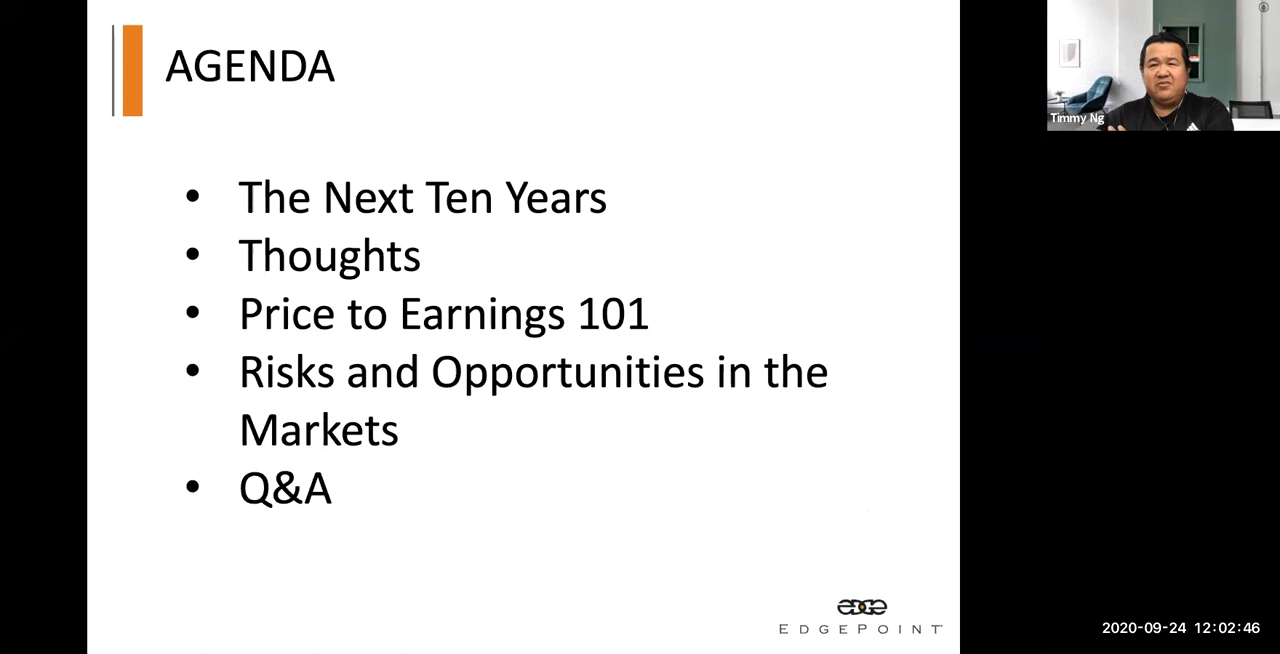 AGENDA
• The Next Ten Years
• Thoughts
• Price to Earnings 101
• Risks and Opportunities in the
Markets
• Q&A
EDGE
EDGEPOINT
Timmy Ng
2020-09-24 12:02:46